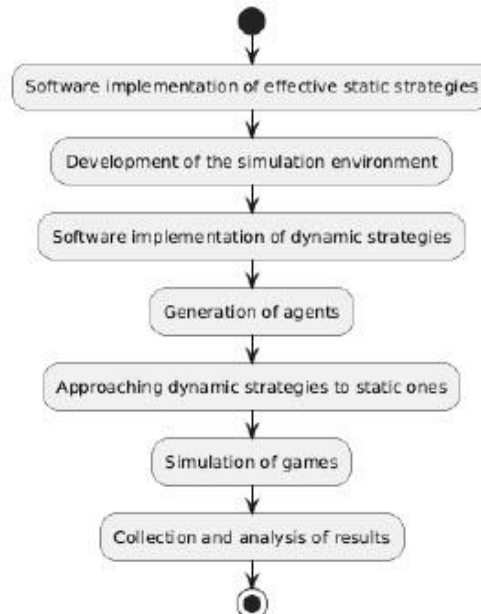 Software implementation of effective static strategies
Development of the simulation environment
Software implementation of dynamic strategies
Generation of agents
Approaching dynamic strategies to static ones
Simulation of games
Collection and analysis of results